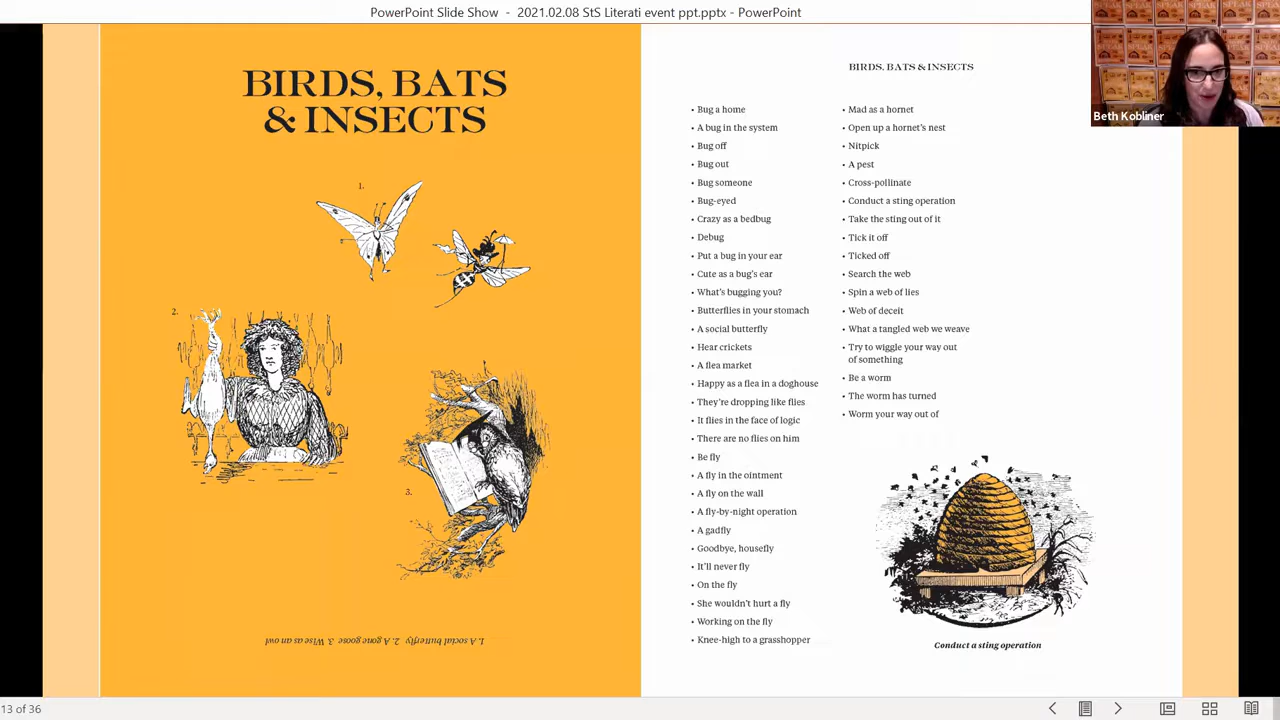 PowerPoint Slide Show - 2021.02.08 StS Literati event ppt.pptx - PowerPoint
BIRDS, BATS
& INSECTS
1.
2.
3.
1. A social butterfly 2. A gone goose 3. Wise as an owl
BIRDS, BATS & INSECTS
• Bug a home
• A bug in the system
• Bug off
• Bug out
• Bug someone
• Bug-eyed
• Crazy as a bedbug
• Debug
• Put a bug in your ear
• Cute as a bug's ear
• What's bugging you?
• Butterflies in your stomach
• A social butterfly
• Hear crickets
• A flea market
• Happy as a flea in a doghouse
• They're dropping like flies
• It flies in the face of logic
• There are no flies on him
• Be fly
• A fly in the ointment
• A fly on the wall
• A fly-by-night operation
• A gadfly
• Goodbye, housefly
• It'll never fly
• On the fly
• She wouldn't hurt a fly
• Working on the fly
• Knee-high to a grasshopper
• Mad as a hornet
• Open up a hornet's nest
• Nitpick
• A pest
• Cross-pollinate
• Conduct a sting operation
• Take the sting out of it
• Tick it off
• Ticked off
• Search the web
• Spin a web of lies
• Web of deceit
• What a tangled web we weave
• Try to wiggle your way out
of something
• Be a worm
• The worm has turned
• Worm your way out of
Conduct a sting operation
Beth Kobliner
13 of 36